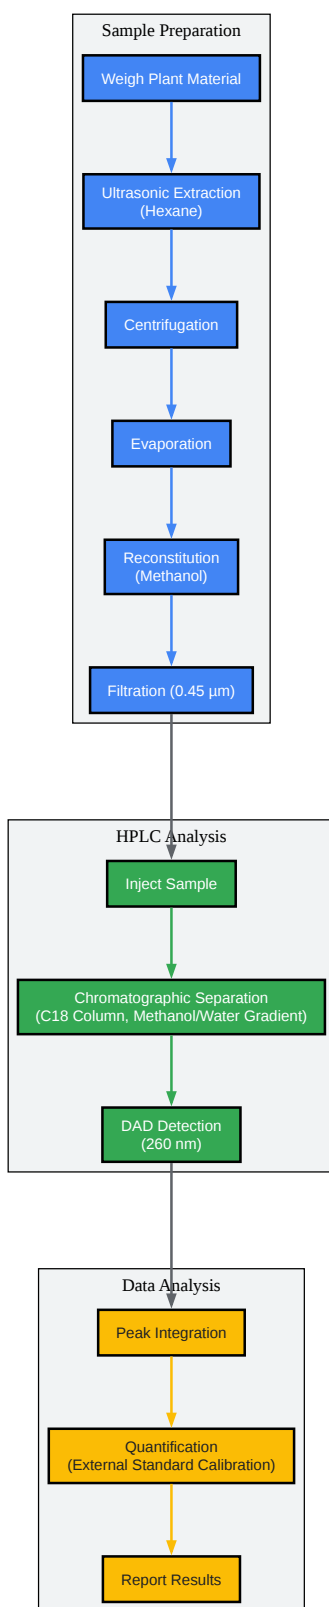 Sample Preparation
Weigh Plant Material
Ultrasonic Extraction
(Hexane)
Centrifugation
Evaporation
Reconstitution
(Methanol)
Filtration (0.45 µm)
HPLC Analysis
Inject Sample
Chromatographic Separation
(C18 Column, Methanol/Water Gradient)
DAD Detection
(260 nm)
Data Analysis
Peak Integration
Quantification
(External Standard Calibration)
Report Results